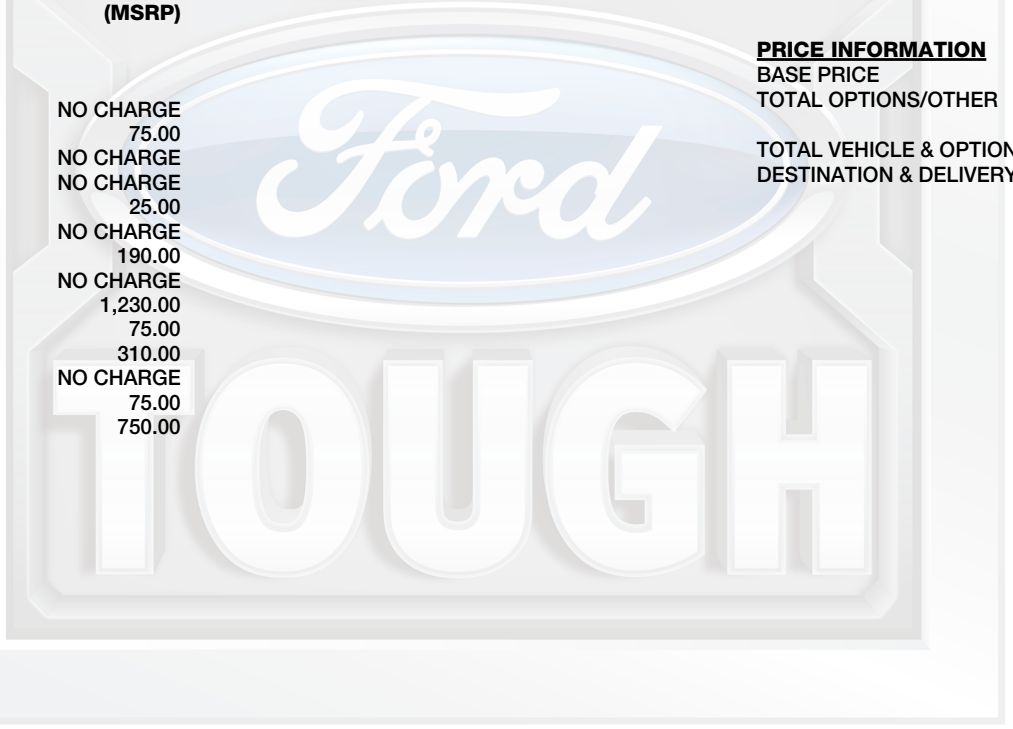 (MSRP)
NO CHARGE
75.00
NO CHARGE
NO CHARGE
25.00
NO CHARGE
190.00
NO CHARGE
1,230.00
75.00
310.00
NO CHARGE
75.00
750.00
PRICE INFORMATION
BASE PRICE
TOTAL OPTIONS/OTHER
TOTAL VEHICLE & OPTION
DESTINATION & DELIVERY
Ford
TOUGH